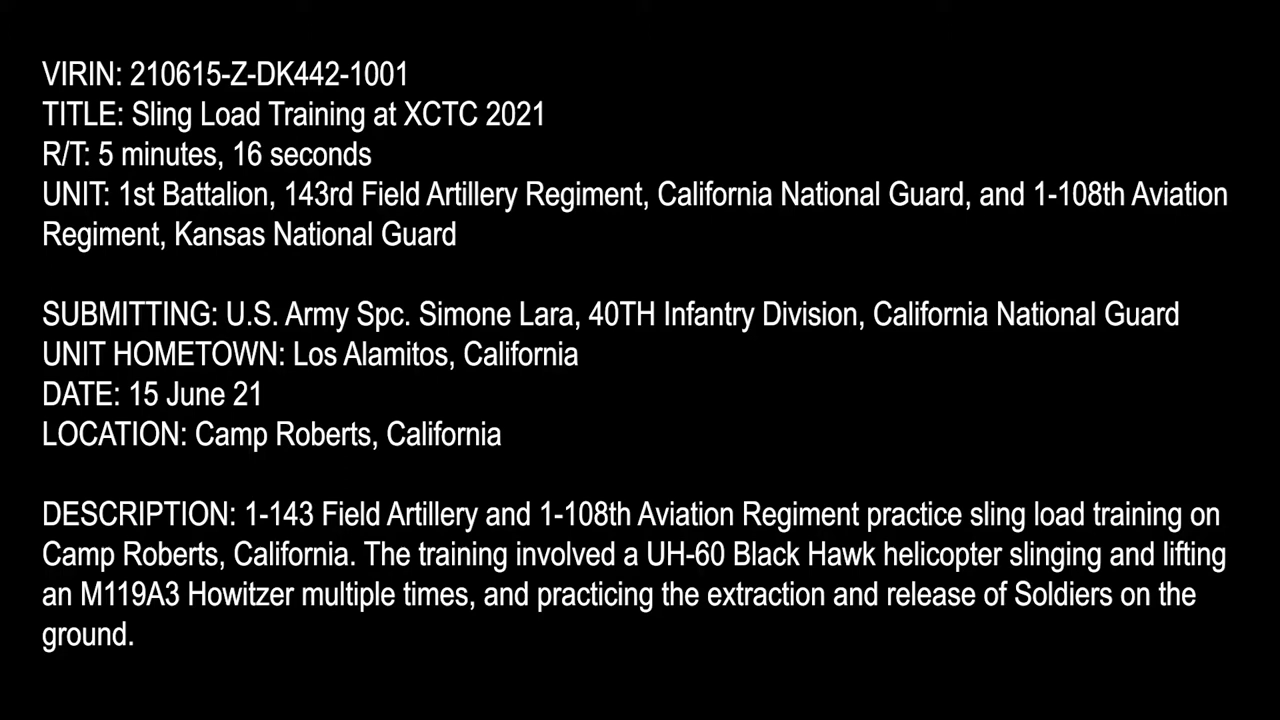 VIRIN: 210615-Z-DK442-1001
TITLE: Sling Load Training at XCTC 2021
R/T: 5 minutes, 16 seconds
UNIT: 1st Battalion, 143rd Field Artillery Regiment, California National Guard, and 1-108th Aviation
Regiment, Kansas National Guard
SUBMITTING: U.S. Army Spc. Simone Lara, 40TH Infantry Division, California National Guard
UNIT HOMETOWN: Los Alamitos, California
DATE: 15 June 21
LOCATION: Camp Roberts, California
DESCRIPTION: 1-143 Field Artillery and 1-108th Aviation Regiment practice sling load training on
Camp Roberts, California. The training involved a UH-60 Black Hawk helicopter slinging and lifting
an M119A3 Howitzer multiple times, and practicing the extraction and release of Soldiers on the
ground.